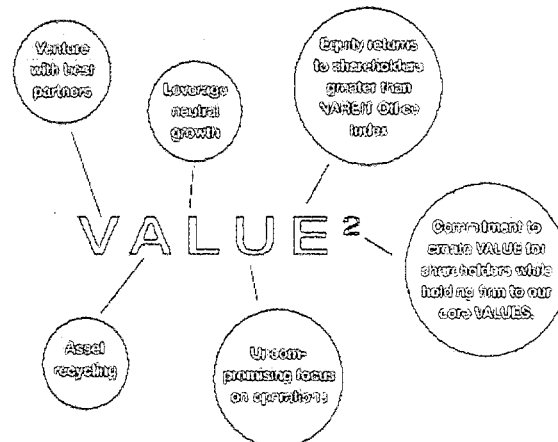 Venture
with best
partners
Leverage
neutral
growth
Equity returns
to shareholders
greater than
NAREIT Office
Index
VALUE²
Commitment to
create VALUE for
shareholders while
holding firm to our
core VALUES.
Asset
recycling
Uncom-
promising focus
on operations